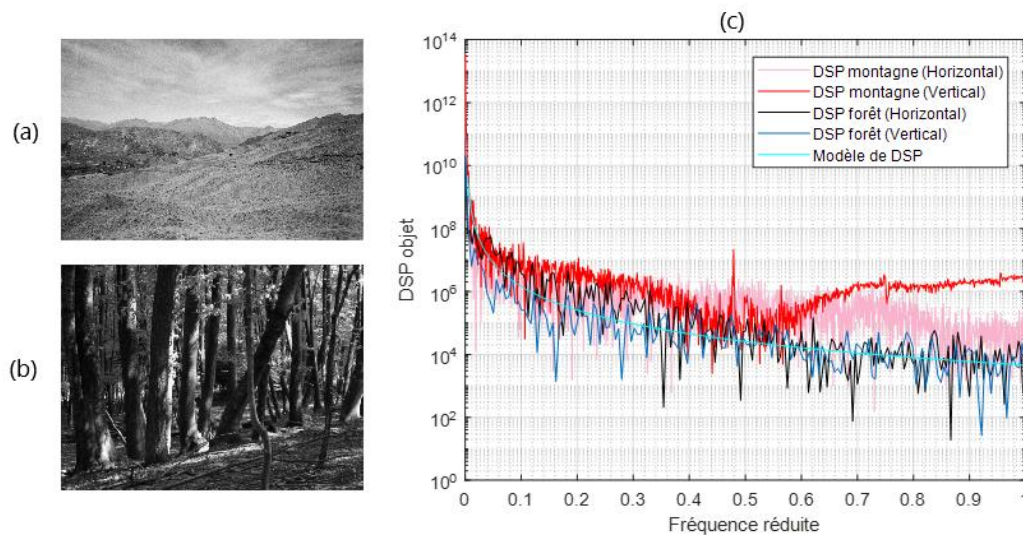 (a)
(b)
(c)
10^14
10^12
10^10
10^8
10^6
10^4
10^2
10^0
DSP objet
DSP montagne (Horizontal)
DSP montagne (Vertical)
DSP forêt (Horizontal)
DSP forêt (Vertical)
Modèle de DSP
0 0.1 0.2 0.3 0.4 0.5 0.6 0.7 0.8 0.9 1
Fréquence réduite